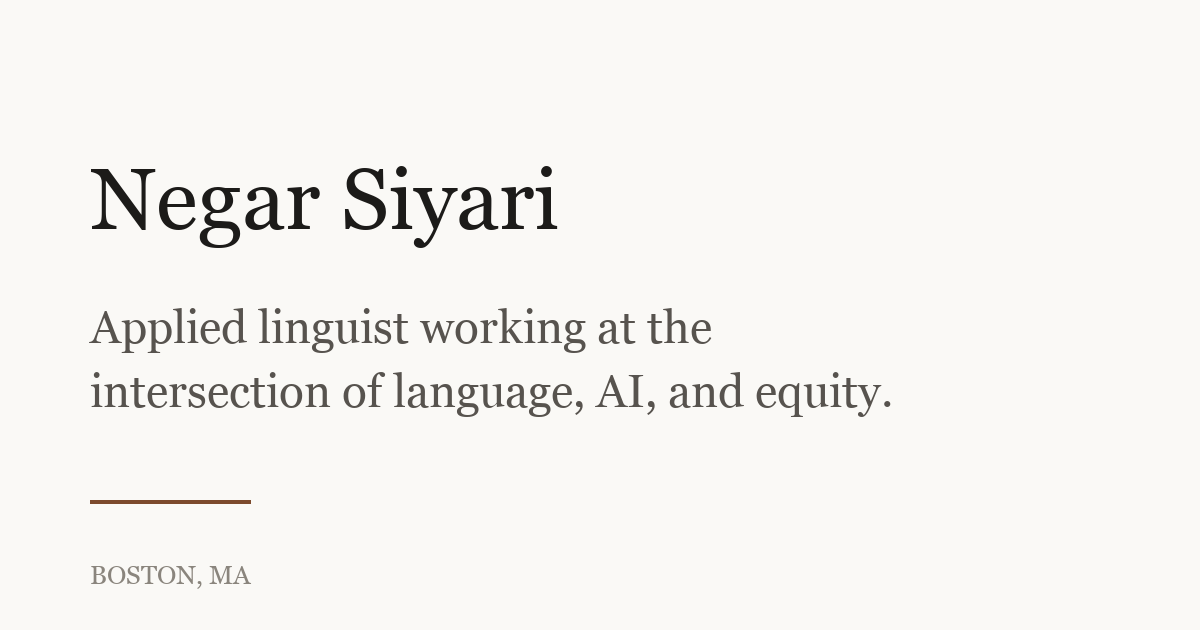 Negar Siyari
Applied linguist working at the
intersection of language, AI, and equity.
BOSTON, MA